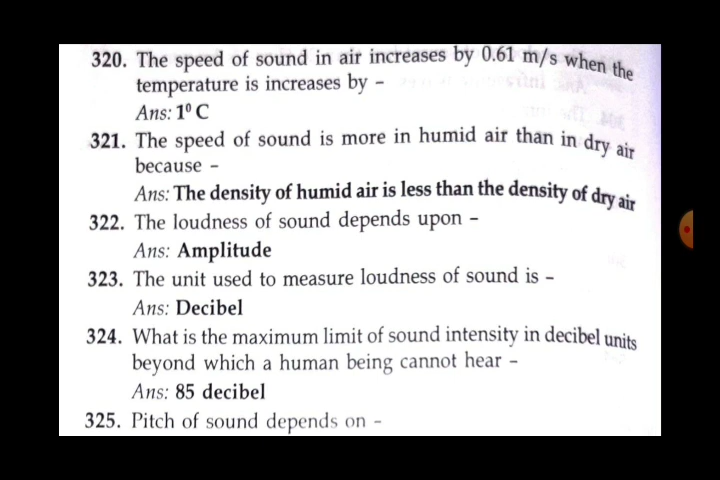 320. The speed of sound in air increases by 0.61 m/s when the
temperature is increases by -
Ans: 1⁰ C
321. The speed of sound is more in humid air than in dry air
because -
Ans: The density of humid air is less than the density of dry air
322. The loudness of sound depends upon -
Ans: Amplitude
323. The unit used to measure loudness of sound is -
Ans: Decibel
324. What is the maximum limit of sound intensity in decibel units
beyond which a human being cannot hear -
Ans: 85 decibel
325. Pitch of sound depends on -